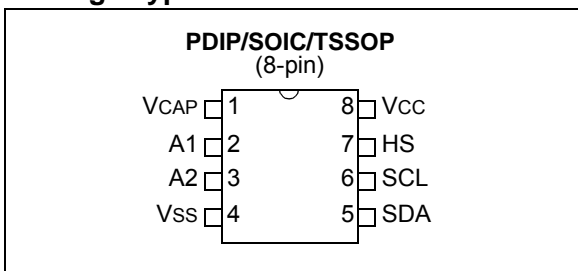 PDIP/SOIC/TSSOP
(8-pin)
VCAP 1 8 VCC
A1 2 7 HS
A2 3 6 SCL
VSS 4 5 SDA